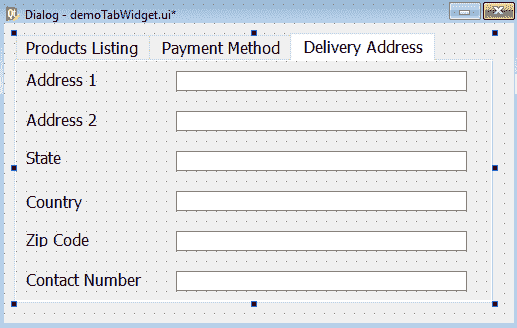 Dialog - demoTabWidget.ui*
Products Listing Payment Method Delivery Address
Address 1
Address 2
State
Country
Zip Code
Contact Number